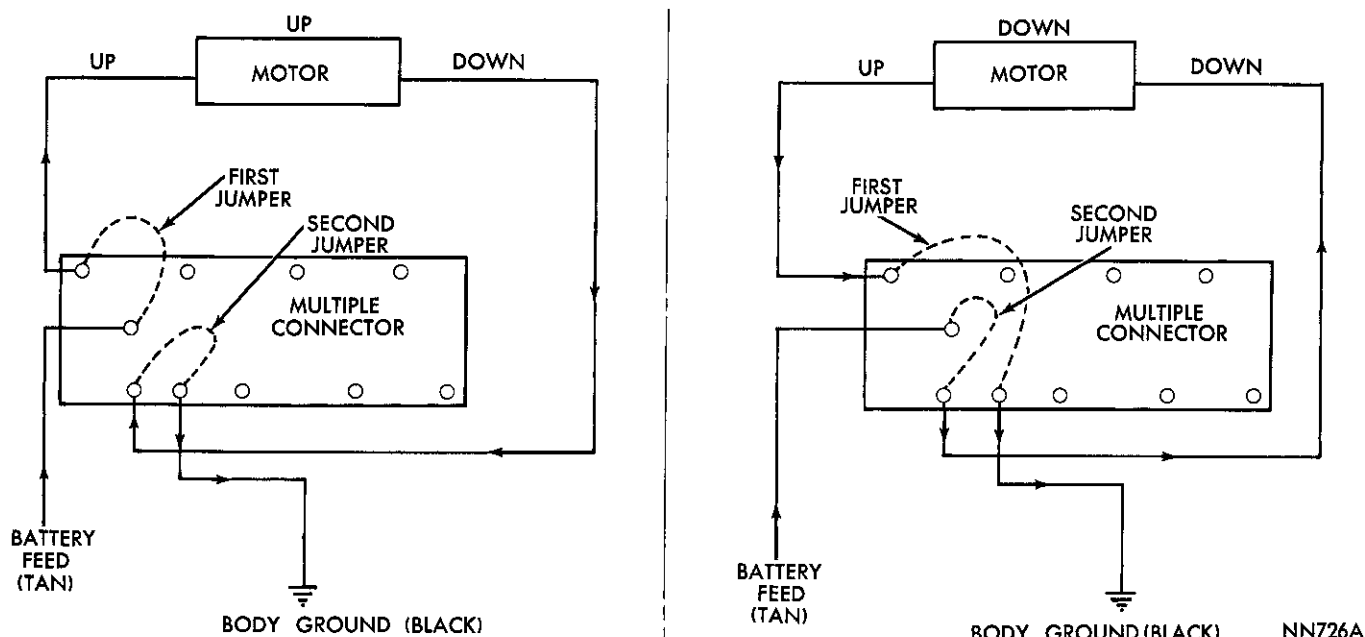 UP
UP
MOTOR
DOWN
FIRST
JUMPER
SECOND
JUMPER
MULTIPLE
CONNECTOR
BATTERY
FEED
(TAN)
BODY GROUND (BLACK)
DOWN
UP
MOTOR
DOWN
FIRST
JUMPER
SECOND
JUMPER
MULTIPLE
CONNECTOR
BATTERY
FEED
(TAN)
BODY GROUND (BLACK)
NN726A